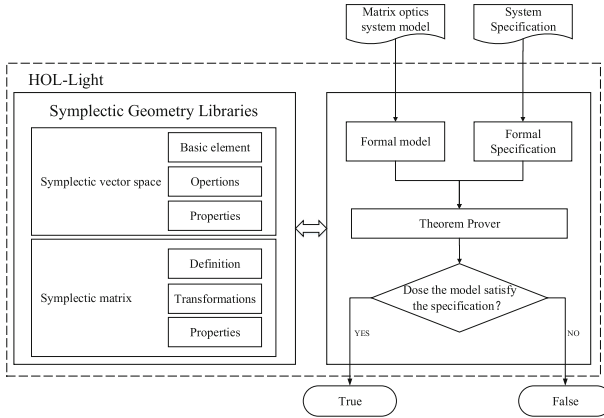 Matrix optics
system model
System
Specification
HOL-Light
Symplectic Geometry Libraries
Symplectic vector space
Basic element
Opertions
Properties
Symplectic matrix
Definition
Transformations
Properties
Formal model
Formal
Specification
Theorem Prover
Dose the model satisfy
the specification?
YES
NO
True
False